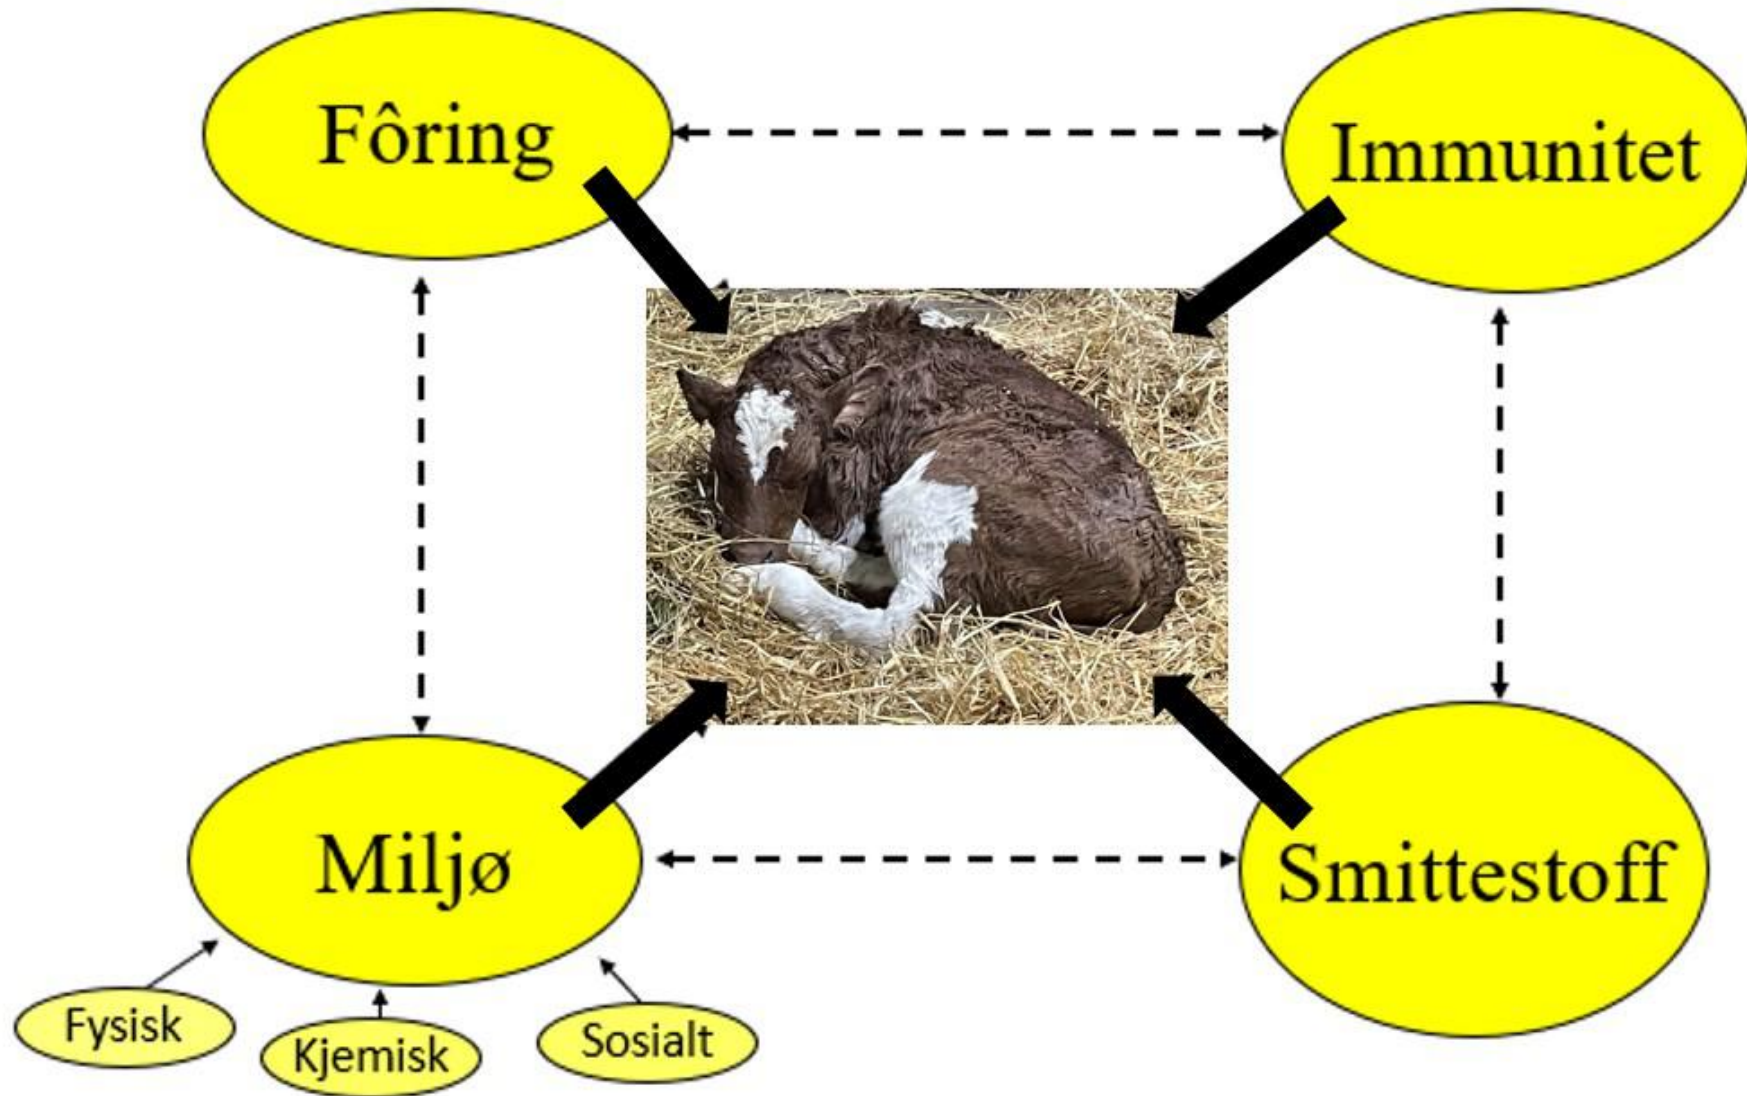 Fôring
Immunitet
Miljø
Smittestoff
Fysisk
Kjemisk
Sosialt